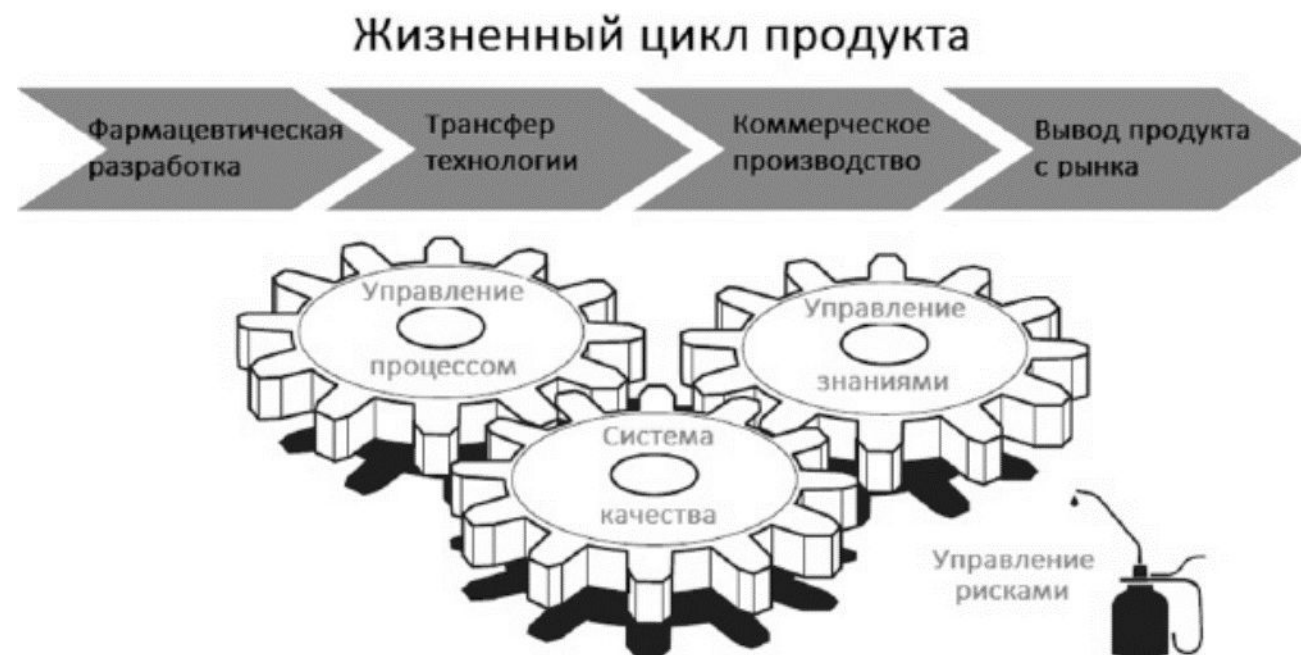 Жизненный цикл продукта
Фармацевтическая
разработка
Трансфер
технологии
Коммерческое
производство
Вывод продукта
с рынка
Управление
процессом
Управление
знаниями
Система
качества
Управление
рисками